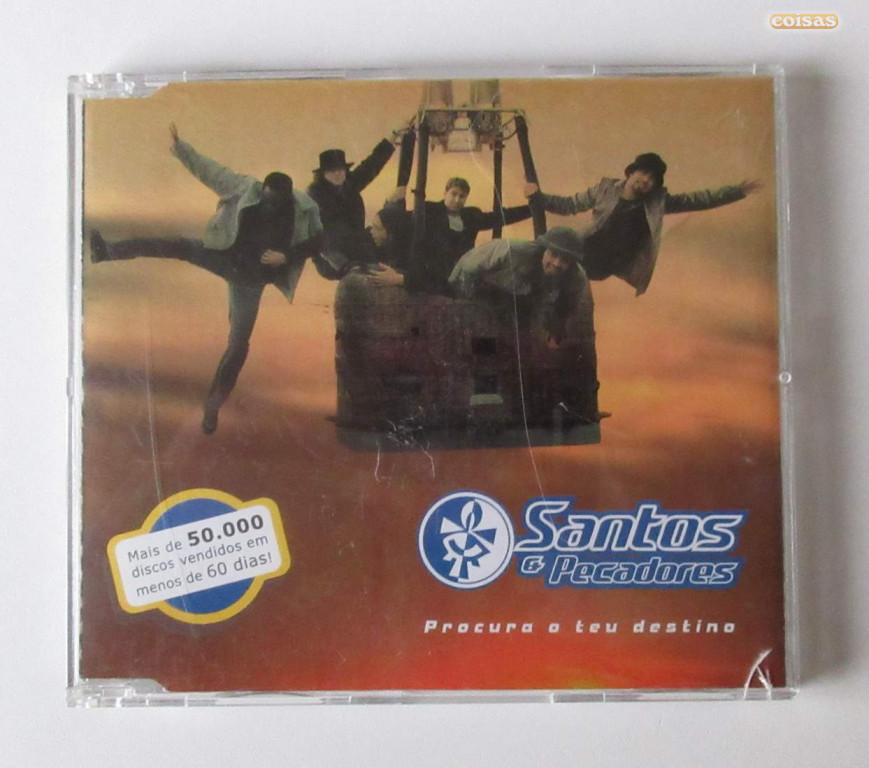 coisas
Mais de 50.000
discos vendidos em
menos de 60 dias!
Santos
& Pecadores
Procura o teu destino